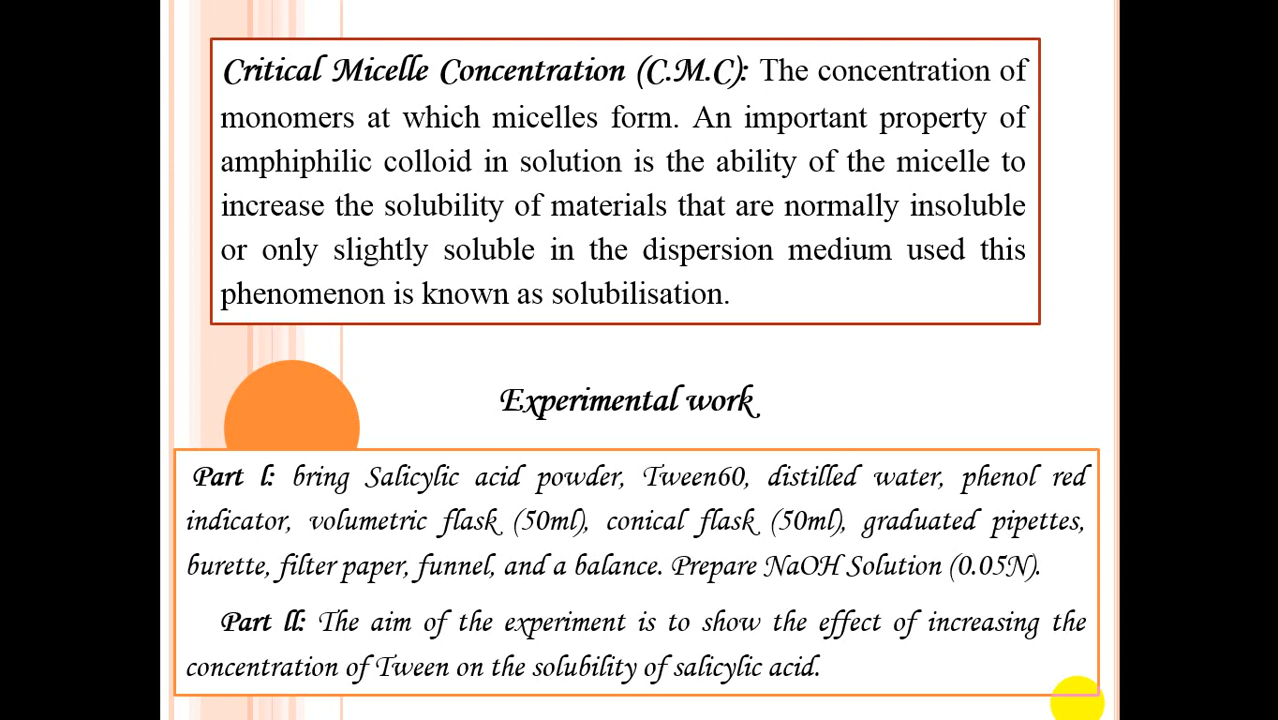 Critical Micelle Concentration (C.M.C): The concentration of
monomers at which micelles form. An important property of
amphiphilic colloid in solution is the ability of the micelle to
increase the solubility of materials that are normally insoluble
or only slightly soluble in the dispersion medium used this
phenomenon is known as solubilisation.
Experimental work
Part l: bring Salicylic acid powder, Tween60, distilled water, phenol red
indicator, volumetric flask (50ml), conical flask (50ml), graduated pipettes,
burette, filter paper, funnel, and a balance. Prepare NaOH Solution (0.05N).
Part ll: The aim of the experiment is to show the effect of increasing the
concentration of Tween on the solubility of salicylic acid.